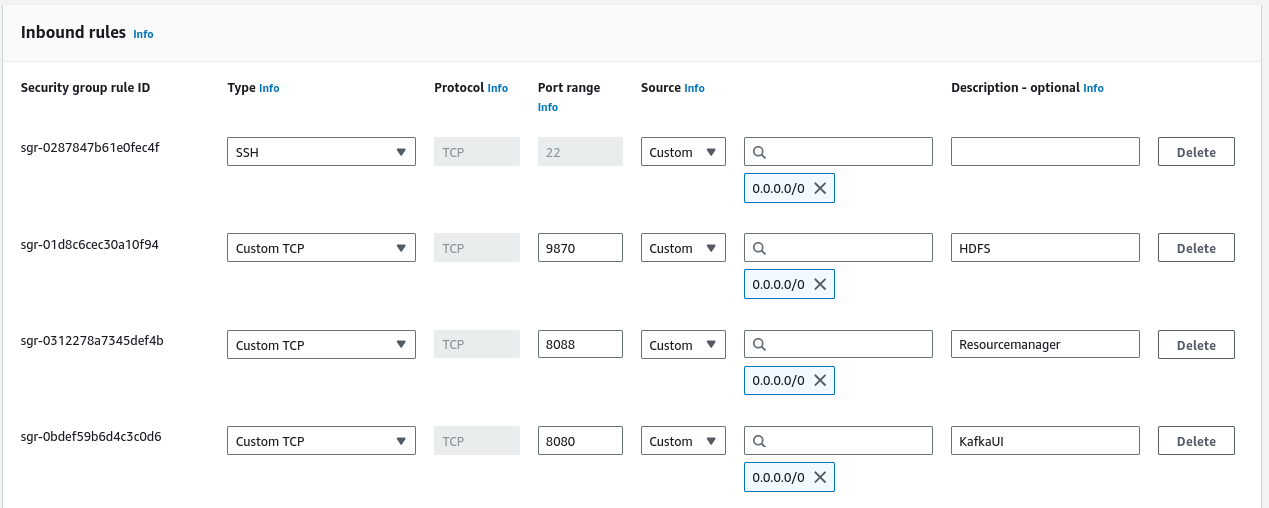 Inbound rules Info
Security group rule ID Type Info Protocol Info Port range Info Source Info Description - optional Info
sgr-0287847b61e0fec4f SSH TCP 22 Custom Delete
0.0.0.0/0
sgr-01d8c6cec30a10f94 Custom TCP TCP 9870 Custom HDFS Delete
0.0.0.0/0
sgr-0312278a7345def4b Custom TCP TCP 8088 Custom Resourcemanager Delete
0.0.0.0/0
sgr-0bdef59b6d4c3c0d6 Custom TCP TCP 8080 Custom KafkaUI Delete
0.0.0.0/0